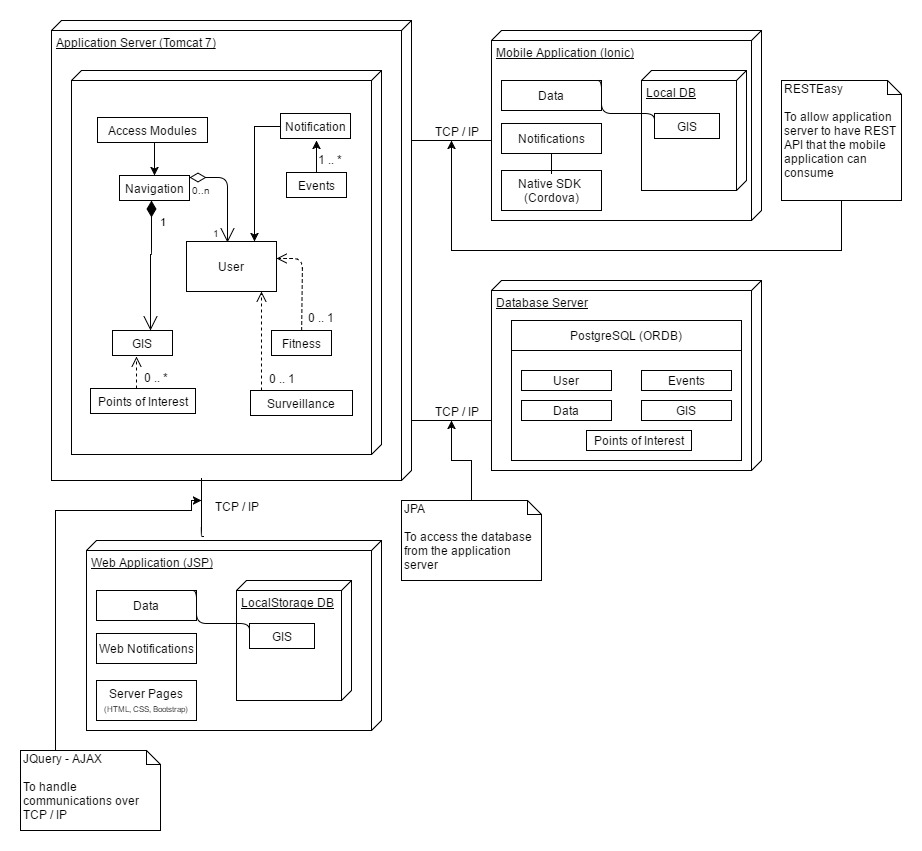 Application Server (Tomcat 7)
Access Modules
Notification
1 .. *
Events
Navigation
0..n
1
1
User
0 .. 1
GIS
Fitness
0 .. *
0 .. 1
Points of Interest
Surveillance
TCP / IP
Mobile Application (Ionic)
Data
Local DB
GIS
Notifications
Native SDK
(Cordova)
RESTEasy
To allow application
server to have REST
API that the mobile
application can
consume
TCP / IP
Database Server
PostgreSQL (ORDB)
User
Events
Data
GIS
Points of Interest
JPA
To access the database
from the application
server
TCP / IP
Web Application (JSP)
Data
LocalStorage DB
GIS
Web Notifications
Server Pages
(HTML, CSS, Bootstrap)
JQuery - AJAX
To handle
communications over
TCP / IP